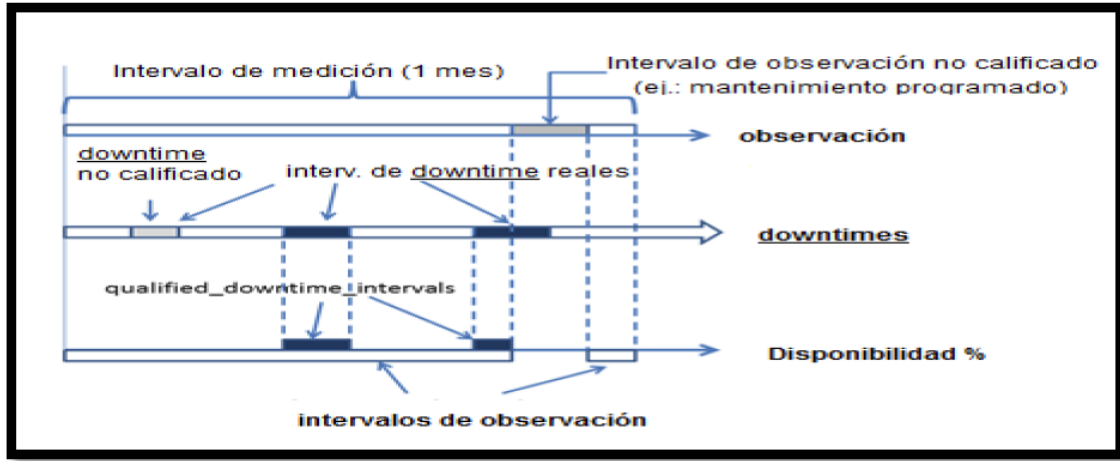 Intervalo de medición (1 mes)
Intervalo de observación no calificado
(ej.: mantenimiento programado)
observación
downtime
no calificado
interv. de downtime reales
downtimes
qualified_downtime_intervals
Disponibilidad %
intervalos de observación